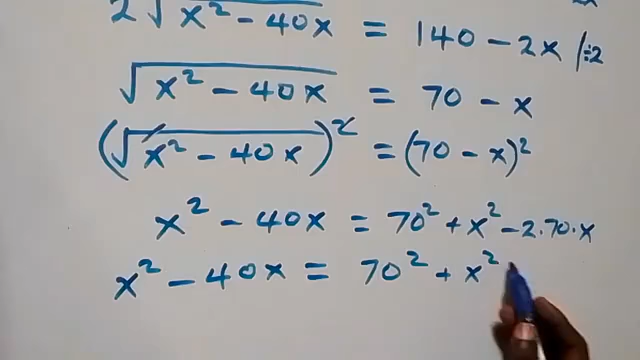 2√x² - 40x = 140 - 2x /:2
√x² - 40x = 70 - x
(√x² - 40x)² = (70 - x)²
x² - 40x = 70² + x² - 2.70.x
x² - 40x = 70² + x²